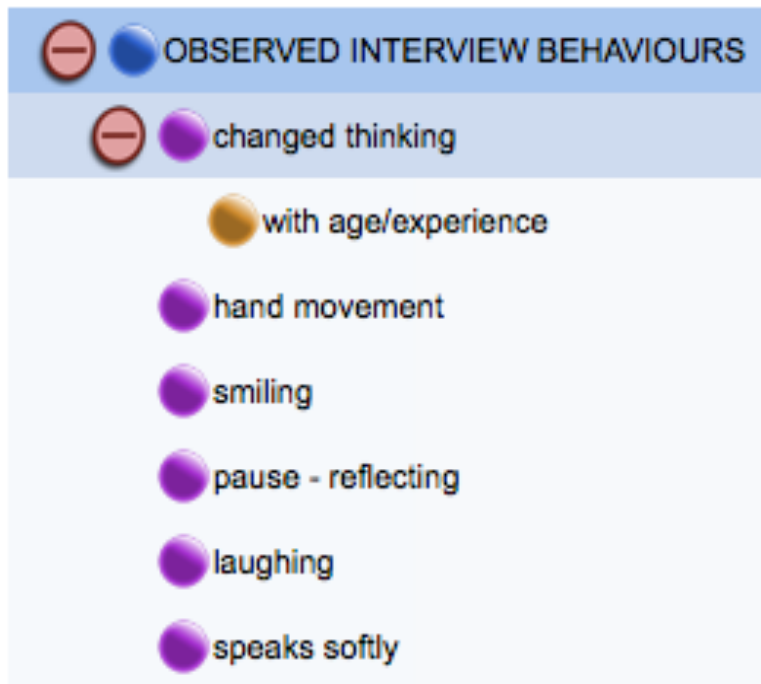 OBSERVED INTERVIEW BEHAVIOURS
changed thinking
with age/experience
hand movement
smiling
pause - reflecting
laughing
speaks softly